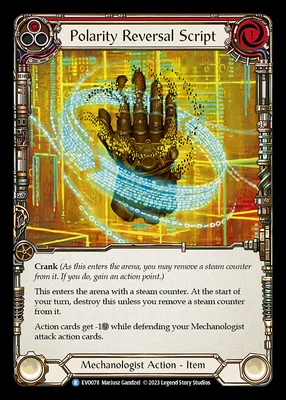 Polarity Reversal Script
Crank (As this enters the arena, you may remove a steam counter
from it. If you do, gain an action point.)
This enters the arena with a steam counter. At the start of
your turn, destroy this unless you remove a steam counter
from it.
Action cards get -1 while defending your Mechanologist
attack action cards.
Mechanologist Action - Item
R EVO078 Mariusz Gandzel © 2023 Legend Story Studios